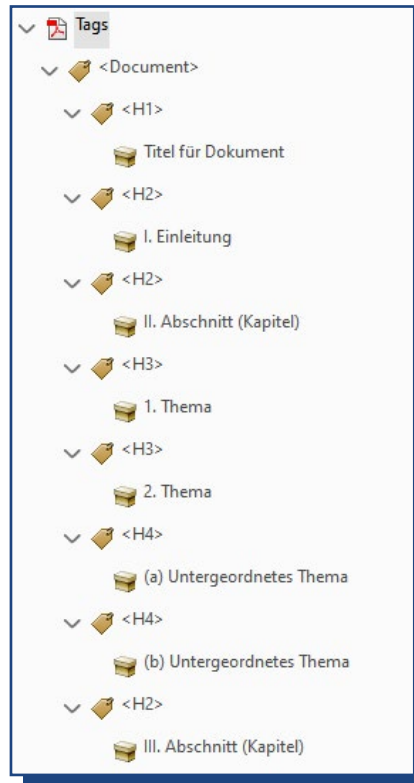 Tags
<Document>
<H1>
Titel für Dokument
<H2>
I. Einleitung
<H2>
II. Abschnitt (Kapitel)
<H3>
1. Thema
<H3>
2. Thema
<H4>
(a) Untergeordnetes Thema
<H4>
(b) Untergeordnetes Thema
<H2>
III. Abschnitt (Kapitel)